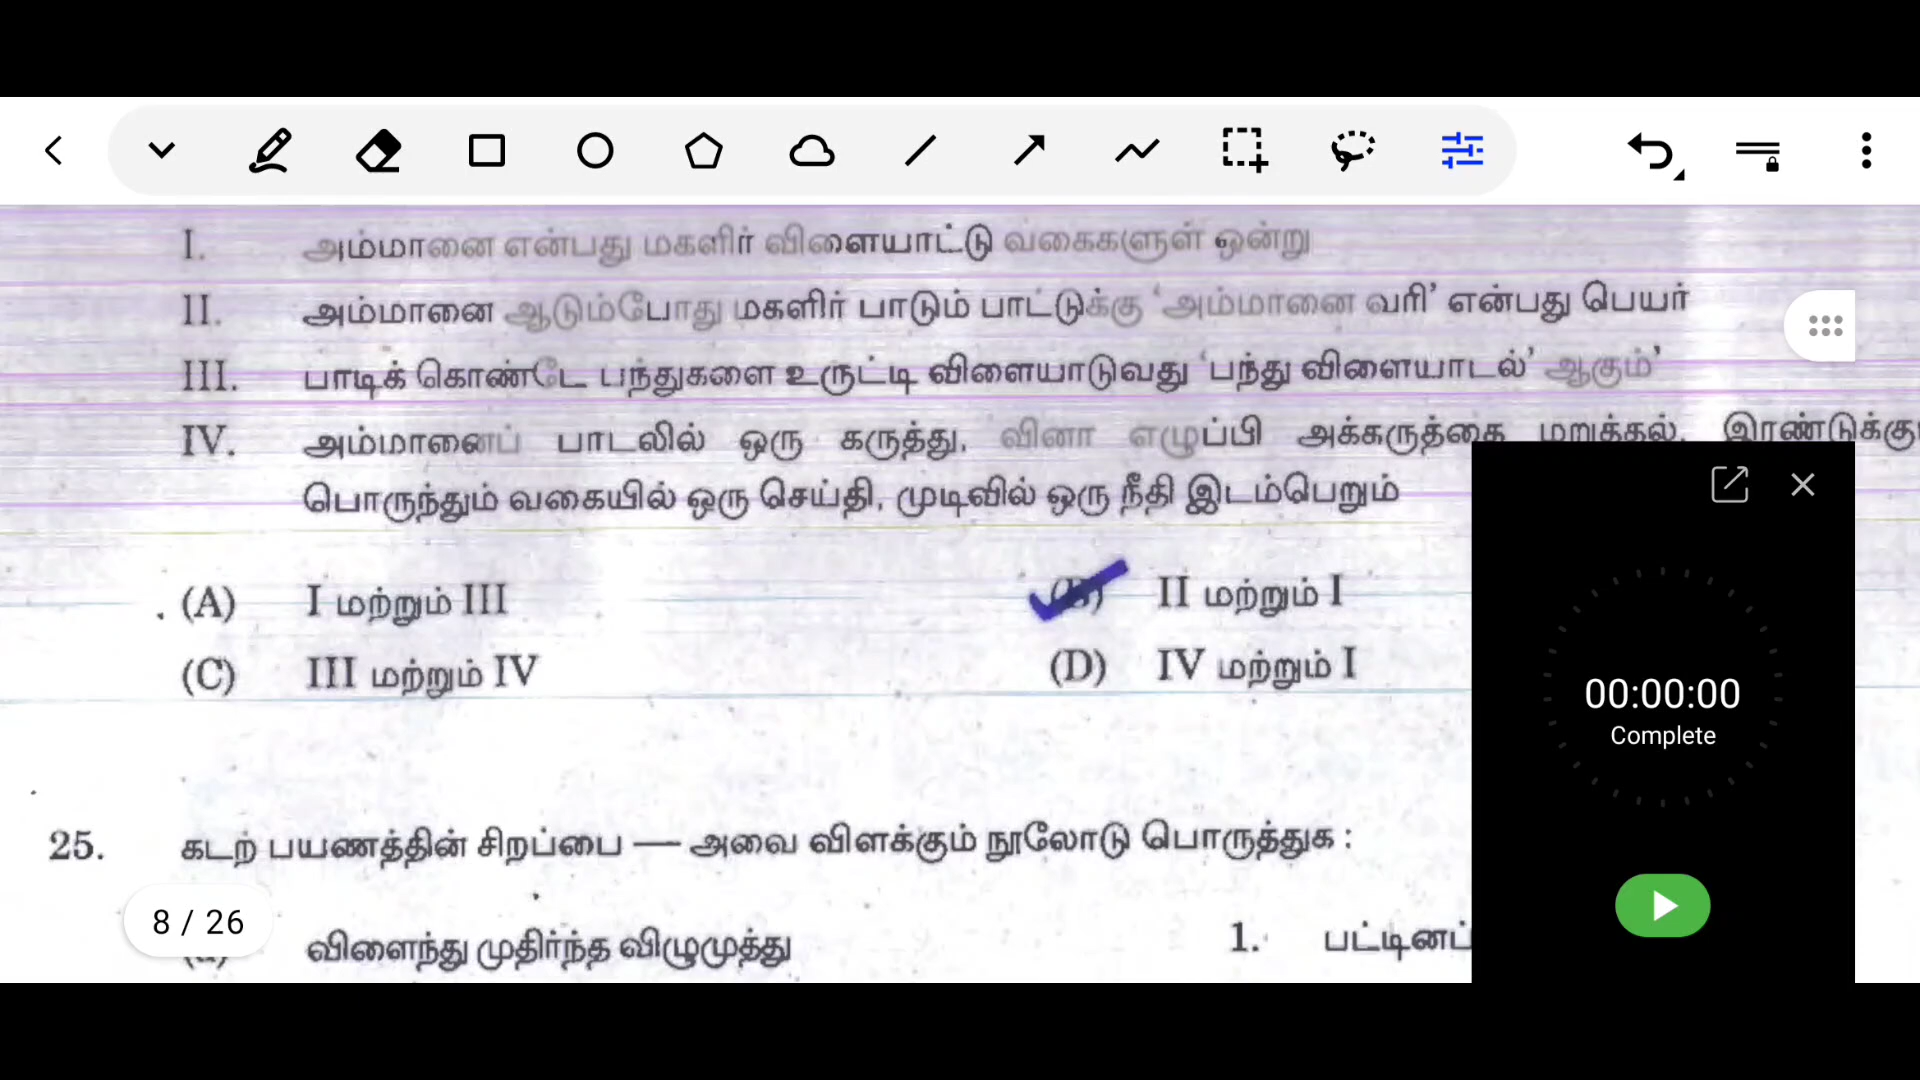 I. அம்மானை என்பது மகளிர் விளையாட்டு வகைகளுள் ஒன்று
II. அம்மானை ஆடும்போது மகளிர் பாடும் பாட்டுக்கு ‘அம்மானை வரி’ என்பது பெயர்
III. பாடிக் கொண்டே பந்துகளை உருட்டி விளையாடுவது ‘பந்து விளையாடல்’ ஆகும்’
IV. அம்மானைப் பாடலில் ஒரு கருத்து, வினா எழுப்பி அக்கருத்தை மறுக்கல், இரண்டுக்கு
பொருந்தும் வகையில் ஒரு செய்தி, முடிவில் ஒரு நீதி இடம்பெறும்
(A) I மற்றும் III (B) II மற்றும் I
(C) III மற்றும் IV (D) IV மற்றும் I
00:00:00
Complete
25. கடற் பயணத்தின் சிறப்பை — அவை விளக்கும் நூலோடு பொருத்துக :
8 / 26
விளைந்து முதிர்ந்த விழுமுத்து 1. பட்டினப்